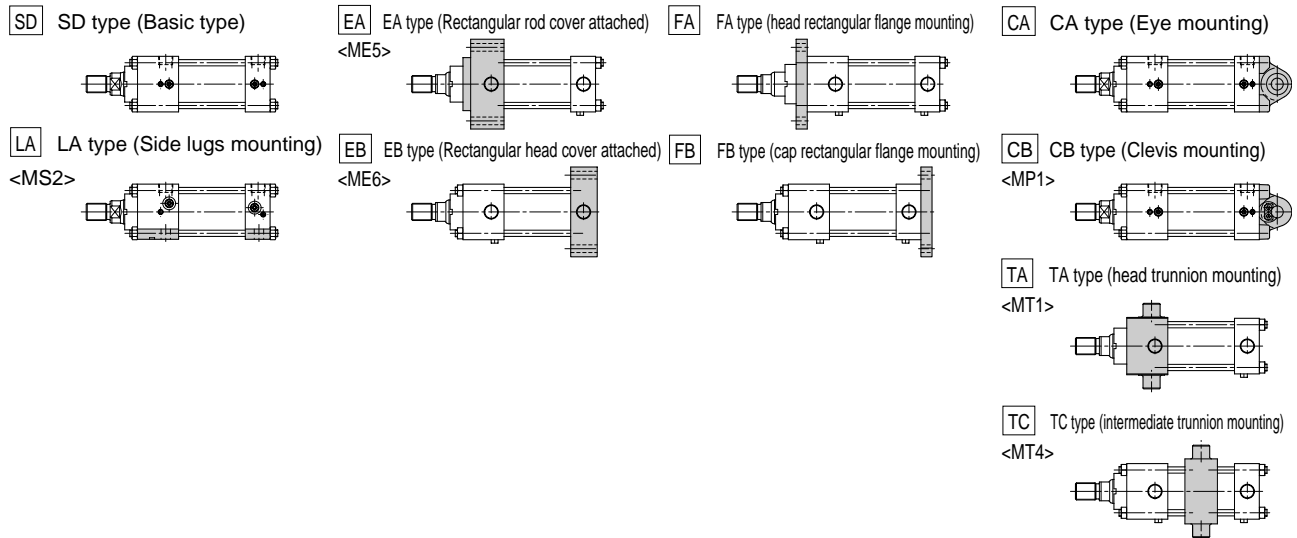 SD SD type (Basic type)
LA LA type (Side lugs mounting)
<MS2>
EA EA type (Rectangular rod cover attached)
<ME5>
EB EB type (Rectangular head cover attached)
<ME6>
FA FA type (head rectangular flange mounting)
FB FB type (cap rectangular flange mounting)
CA CA type (Eye mounting)
CB CB type (Clevis mounting)
<MP1>
TA TA type (head trunnion mounting)
<MT1>
TC TC type (intermediate trunnion mounting)
<MT4>